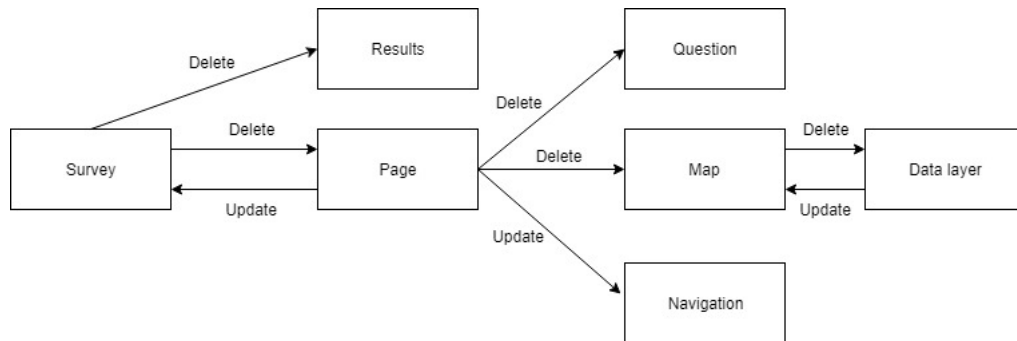 Results
Question
Delete
Delete
Survey
Delete
Page
Delete
Map
Delete
Data layer
Update
Update
Update
Navigation